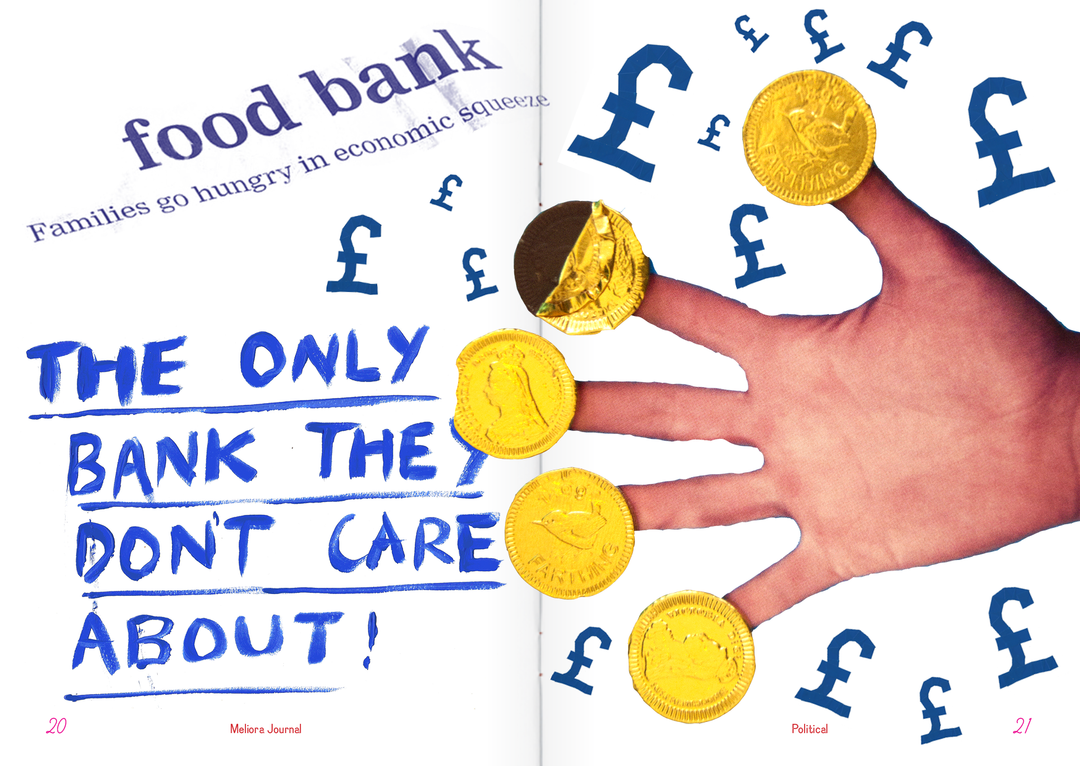 food bank
Families go hungry in economic squeeze
THE ONLY
BANK THEY
DON'T CARE
ABOUT!
£
£
£
£
£
£
£
£
£
£
£
£
£
£
FARTHING
FARTHING
20
Meliora Journal
Political
21